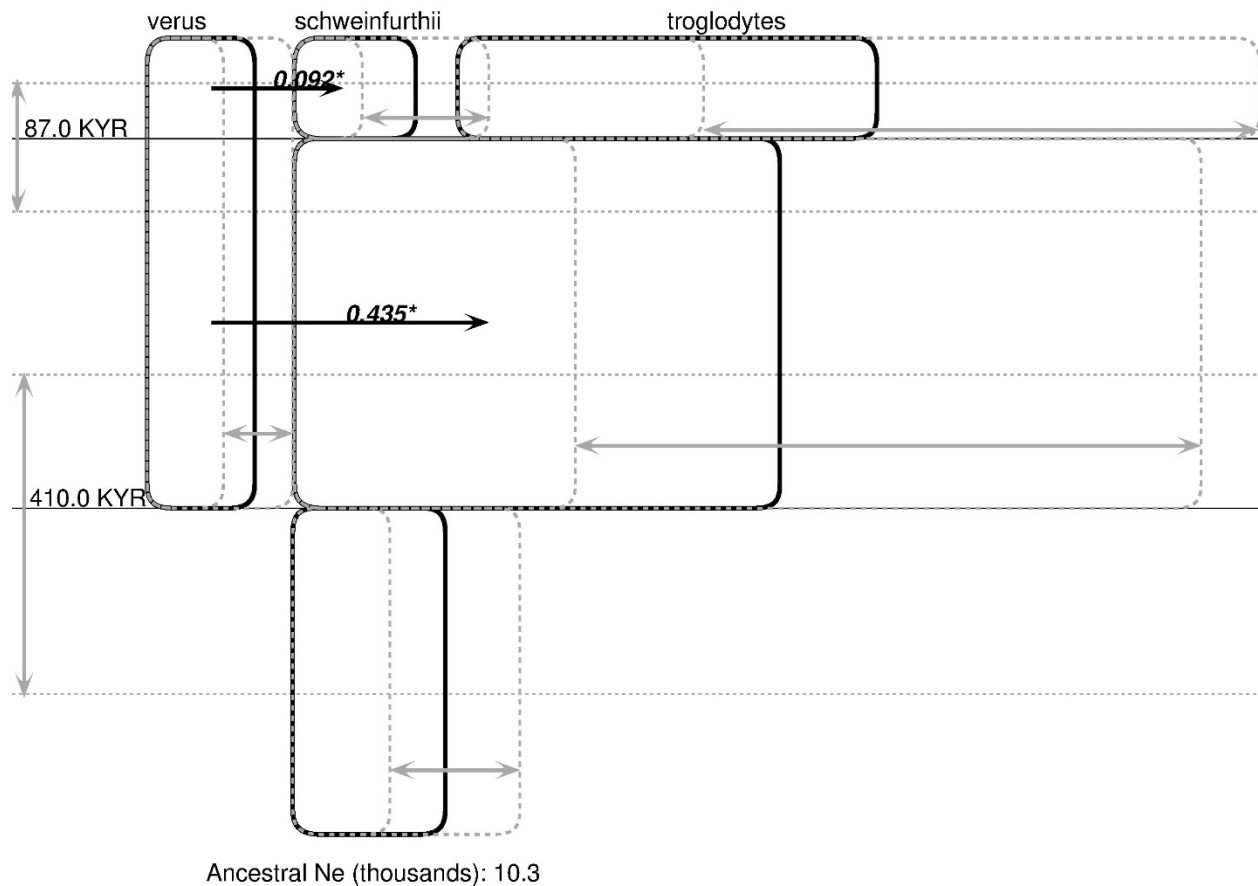 verus schweinfurthii troglodytes
0.092*
87.0 KYR
0.435*
410.0 KYR
Ancestral Ne (thousands): 10.3